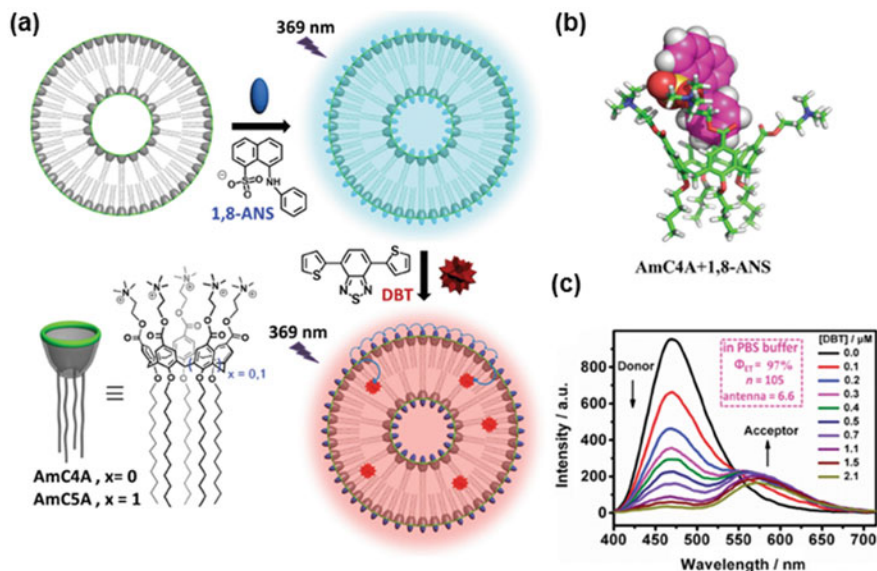 (a)
369 nm
1,8-ANS
SO₃
⊖
NH
DBT
S
S
N
N
S
369 nm
N
⊕
O
O
x = 0,1
≡
AmC4A , x= 0
AmC5A , x = 1
(b)
AmC4A+1,8-ANS
(c)
Intensity / a.u.
800
600
400
200
0
400 450 500 550 600 650 700
Wavelength / nm
Donor
Acceptor
in PBS buffer
Φ_ET = 97%
n = 105
antenna = 6.6
[DBT] / μM
0.0
0.1
0.2
0.3
0.4
0.5
0.7
1.1
1.5
2.1